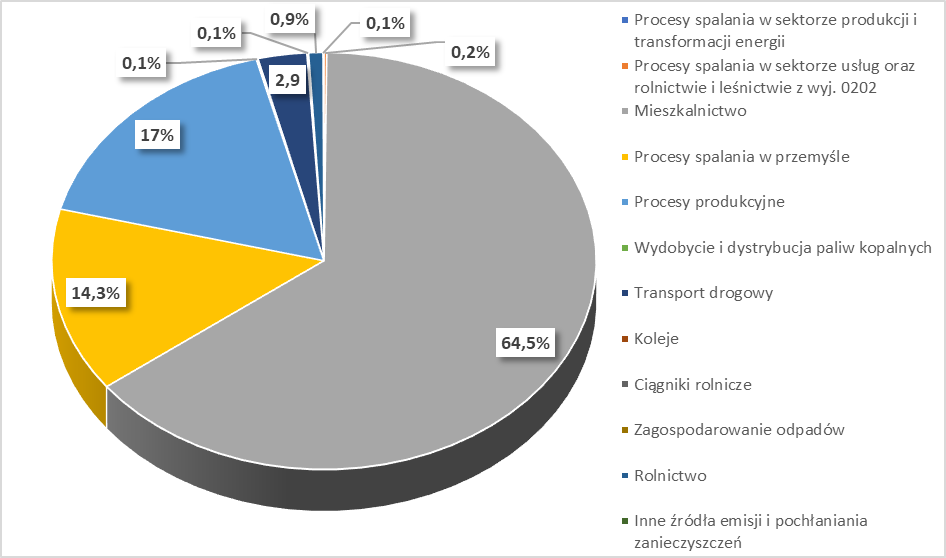 0,1%
0,1%
0,9%
0,1%
0,2%
2,9
17%
14,3%
64,5%
Procesy spalania w sektorze produkcji i
transformacji energii
Procesy spalania w sektorze usług oraz
rolnictwie i leśnictwie z wyj. 0202
Mieszkalnictwo
Procesy spalania w przemyśle
Procesy produkcyjne
Wydobycie i dystrybucja paliw kopalnych
Transport drogowy
Koleje
Ciągniki rolnicze
Zagospodarowanie odpadów
Rolnictwo
Inne źródła emisji i pochłaniania
zanieczyszczeń